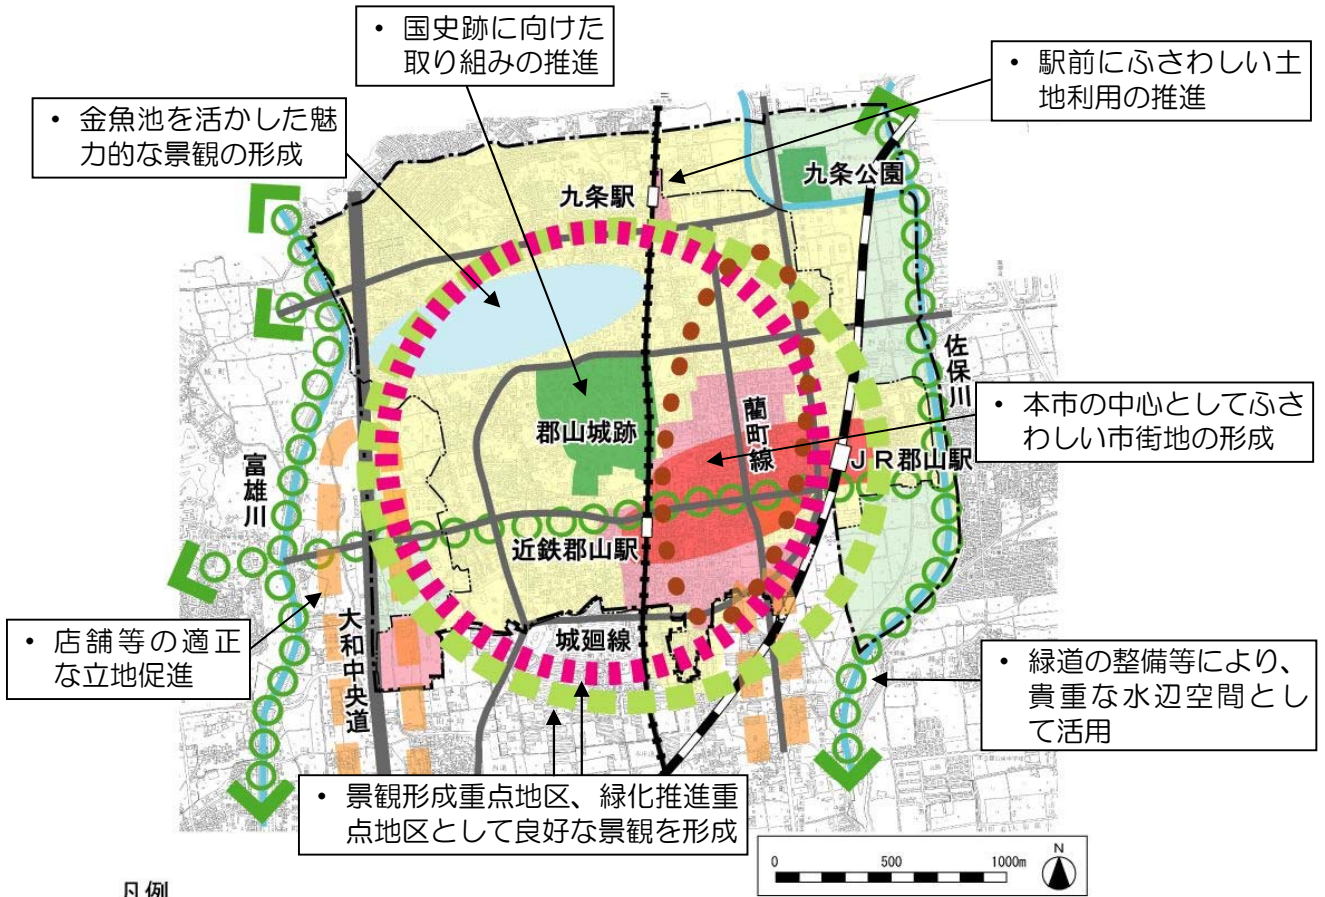 • 国史跡に向けた
取り組みの推進
• 駅前にふさわしい土
地利用の推進
• 金魚池を活かした魅
力的な景観の形成
九条駅
九条公園
佐保川
• 本市の中心としてふさ
わしい市街地の形成
郡山城跡
藺町線
JR郡山駅
富雄川
近鉄郡山駅
大和中央道
城廻線
• 店舗等の適正
な立地促進
• 緑道の整備等により、
貴重な水辺空間とし
て活用
• 景観形成重点地区、緑化推進重
点地区として良好な景観を形成
0 500 1000m
N
凡例